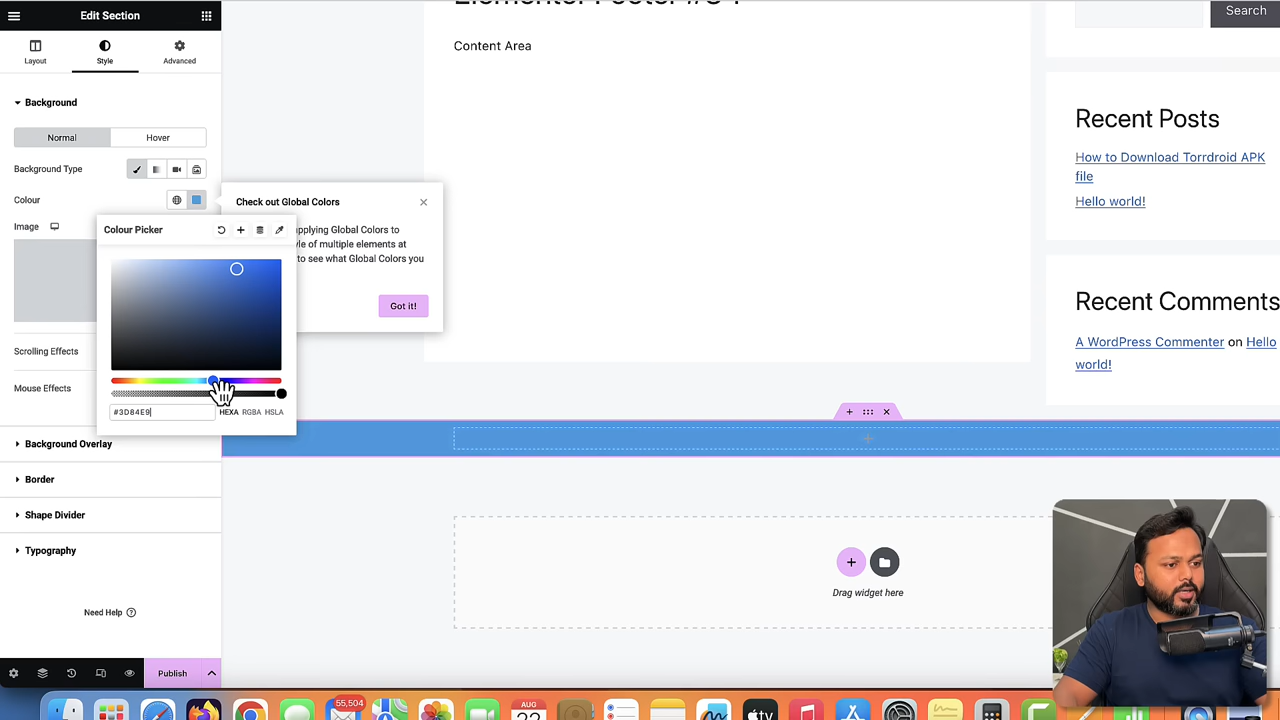 Edit Section
Layout
Style
Advanced
Background
Normal
Hover
Background Type
Colour
Image
Check out Global Colors
applying Global Colors to
le of multiple elements at
to see what Global Colors you
Got it!
Colour Picker
#3D84E9
HEXA
RGBA
HSLA
Scrolling Effects
Mouse Effects
Background Overlay
Border
Shape Divider
Typography
Need Help
Publish
Content Area
Search
Recent Posts
How to Download Torrdroid APK
file
Hello world!
Recent Comments
A WordPress Commenter on Hello
world!
Drag widget here
55,504
AUG
tv